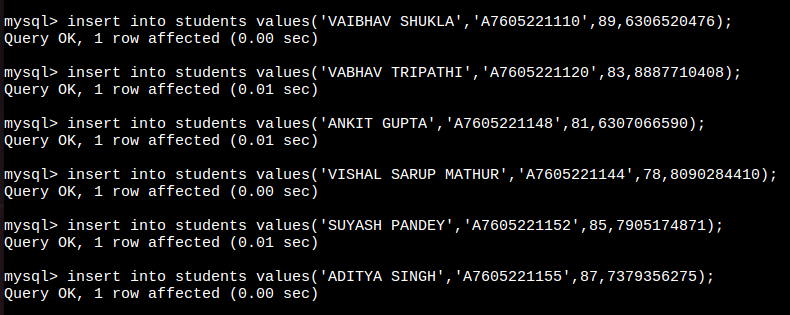 mysql> insert into students values('VAIBHAV SHUKLA','A7605221110',89,6306520476);
Query OK, 1 row affected (0.00 sec)
mysql> insert into students values('VABHAV TRIPATHI','A7605221120',83,8887710408);
Query OK, 1 row affected (0.01 sec)
mysql> insert into students values('ANKIT GUPTA','A7605221148',81,6307066590);
Query OK, 1 row affected (0.01 sec)
mysql> insert into students values('VISHAL SARUP MATHUR','A7605221144',78,8090284410);
Query OK, 1 row affected (0.00 sec)
mysql> insert into students values('SUYASH PANDEY','A7605221152',85,7905174871);
Query OK, 1 row affected (0.01 sec)
mysql> insert into students values('ADITYA SINGH','A7605221155',87,7379356275);
Query OK, 1 row affected (0.00 sec)